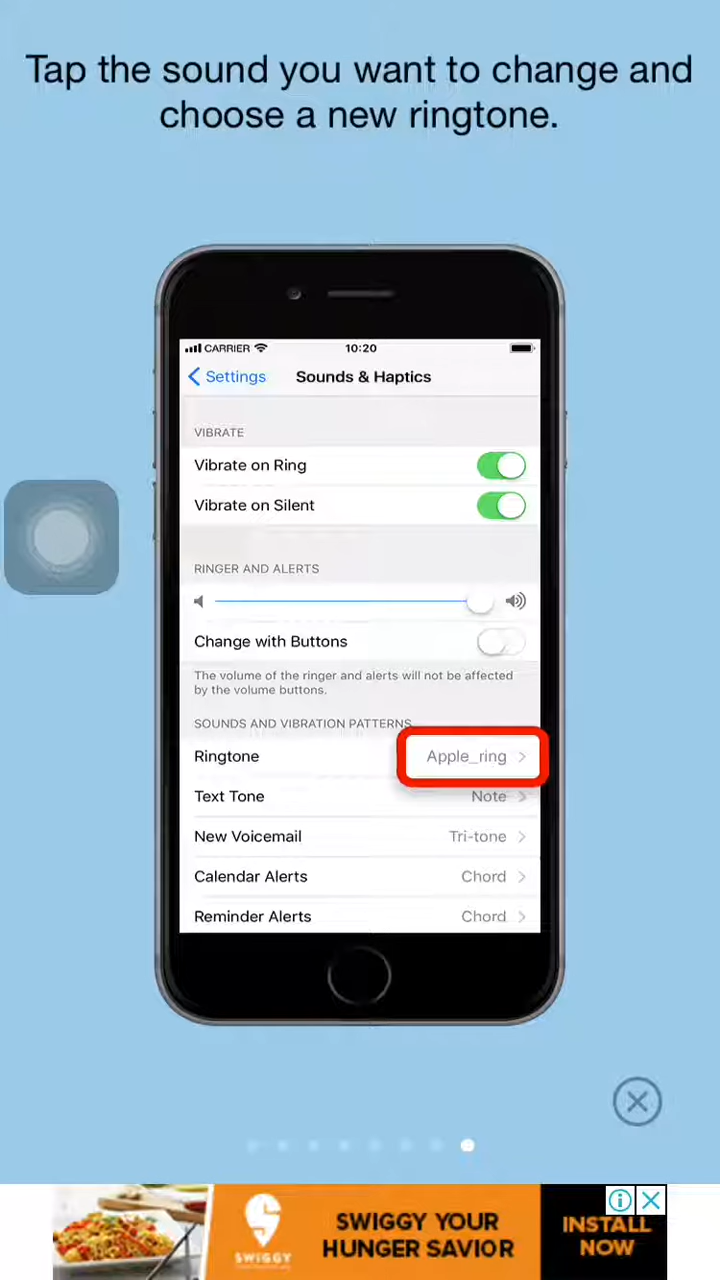 Tap the sound you want to change and
choose a new ringtone.
CARRIER 10:20
Settings Sounds & Haptics
VIBRATE
Vibrate on Ring
Vibrate on Silent
RINGER AND ALERTS
Change with Buttons
The volume of the ringer and alerts will not be affected
by the volume buttons.
SOUNDS AND VIBRATION PATTERNS
Ringtone Apple_ring
Text Tone Note
New Voicemail Tri-tone
Calendar Alerts Chord
Reminder Alerts Chord
SWIGGY
SWIGGY YOUR
HUNGER SAVIOR
INSTALL
NOW